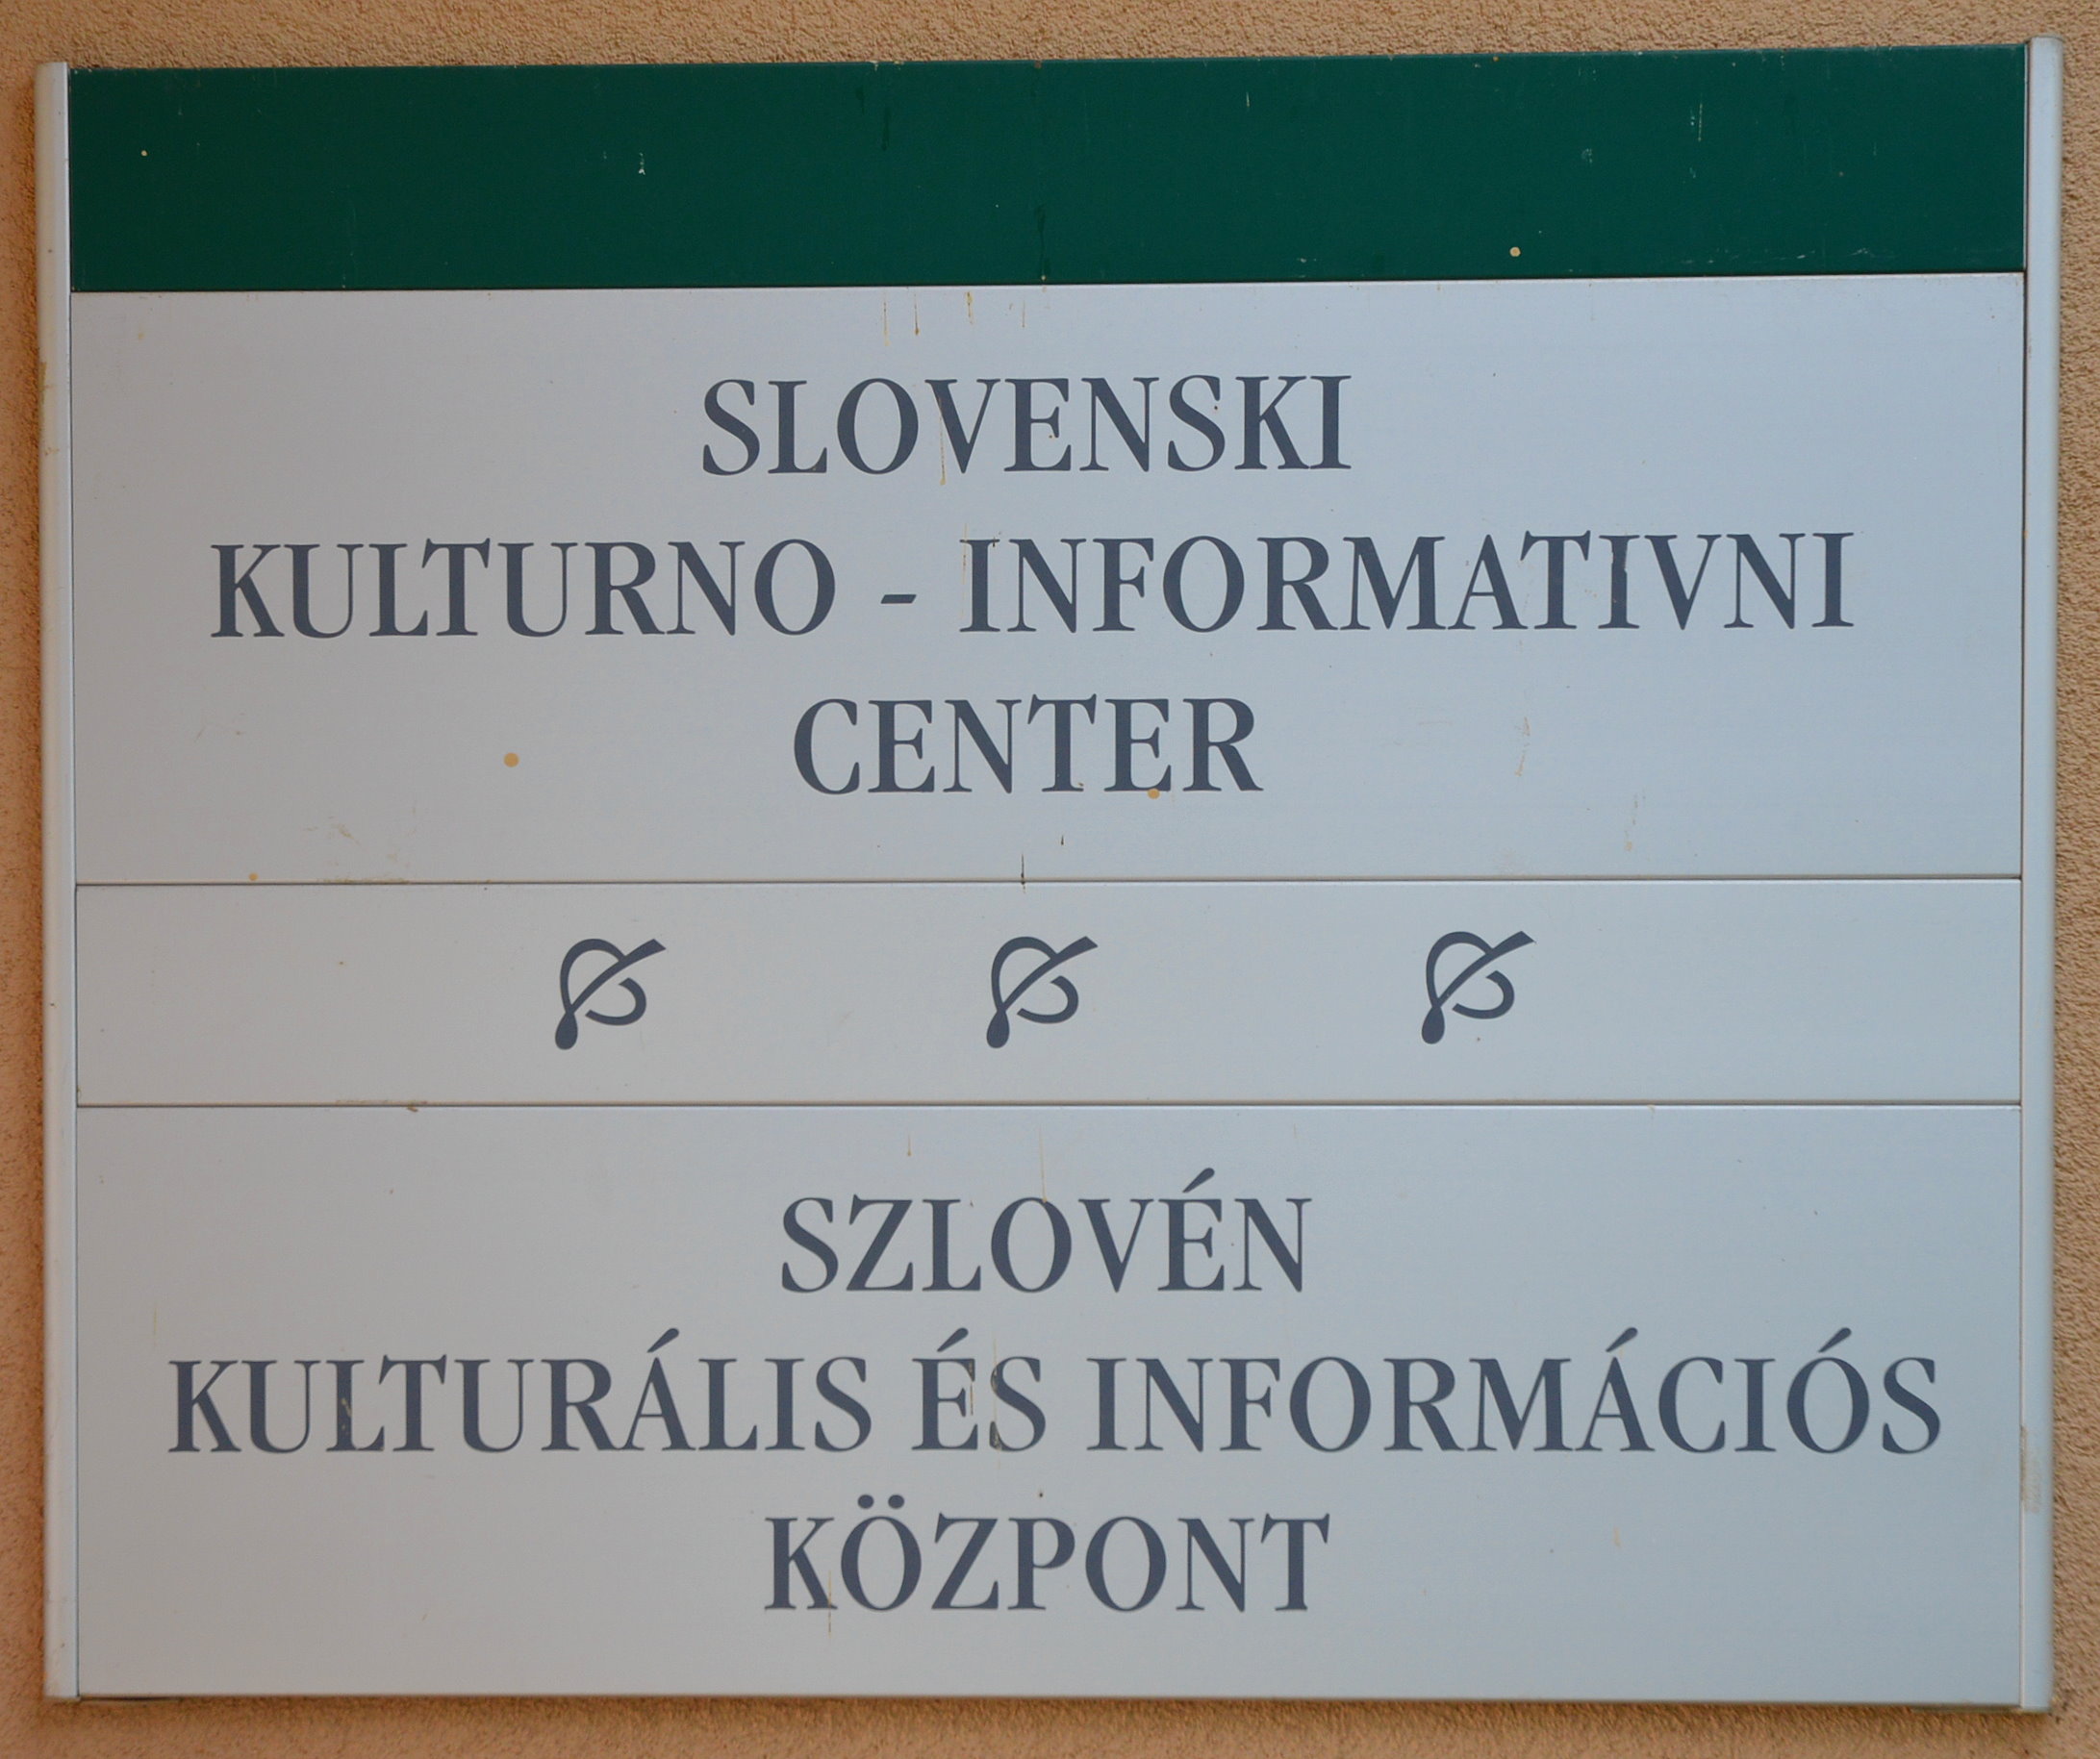 SLOVENSKI
KULTURNO - INFORMATIVNI
CENTER
SZLOVÉN
KULTURÁLIS ÉS INFORMÁCIÓS
KÖZPONT